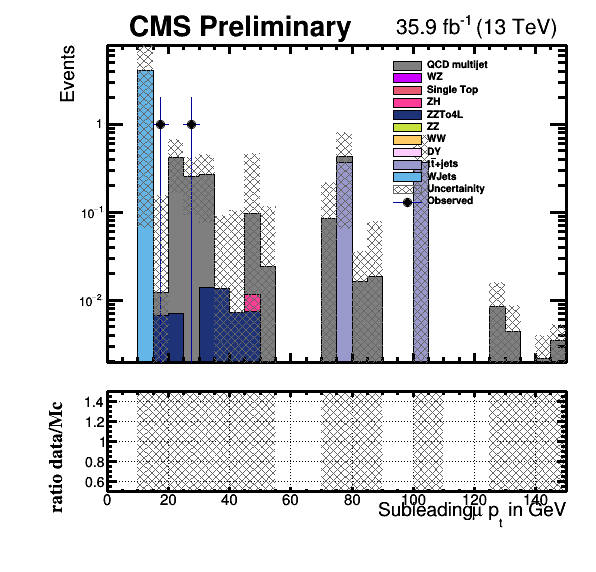 CMS Preliminary 35.9 fb⁻¹ (13 TeV)
Events
QCD multijet
WZ
Single Top
ZH
ZZTo4L
ZZ
WW
DY
tt̄+jets
WJets
Uncertainity
Observed
1
10⁻¹
10⁻²
ratio data/Mc
1.4
1.2
1
0.8
0.6
0 20 40 60 80 100 120 140
Subleadingμ pt in GeV